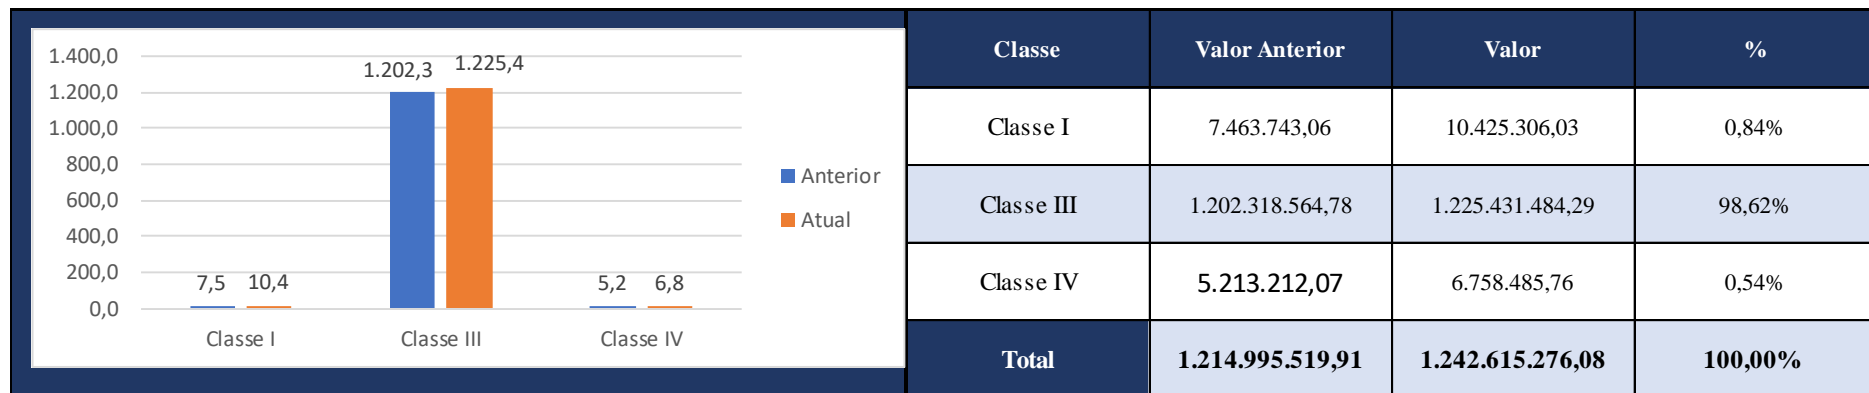 1.400,0
1.200,0
1.000,0
800,0
600,0
400,0
200,0
0,0
7,5 10,4
1.202,3 1.225,4
5,2 6,8
Classe I Classe III Classe IV
Anterior
Atual
Classe Valor Anterior Valor %
Classe I 7.463.743,06 10.425.306,03 0,84%
Classe III 1.202.318.564,78 1.225.431.484,29 98,62%
Classe IV 5.213.212,07 6.758.485,76 0,54%
Total 1.214.995.519,91 1.242.615.276,08 100,00%